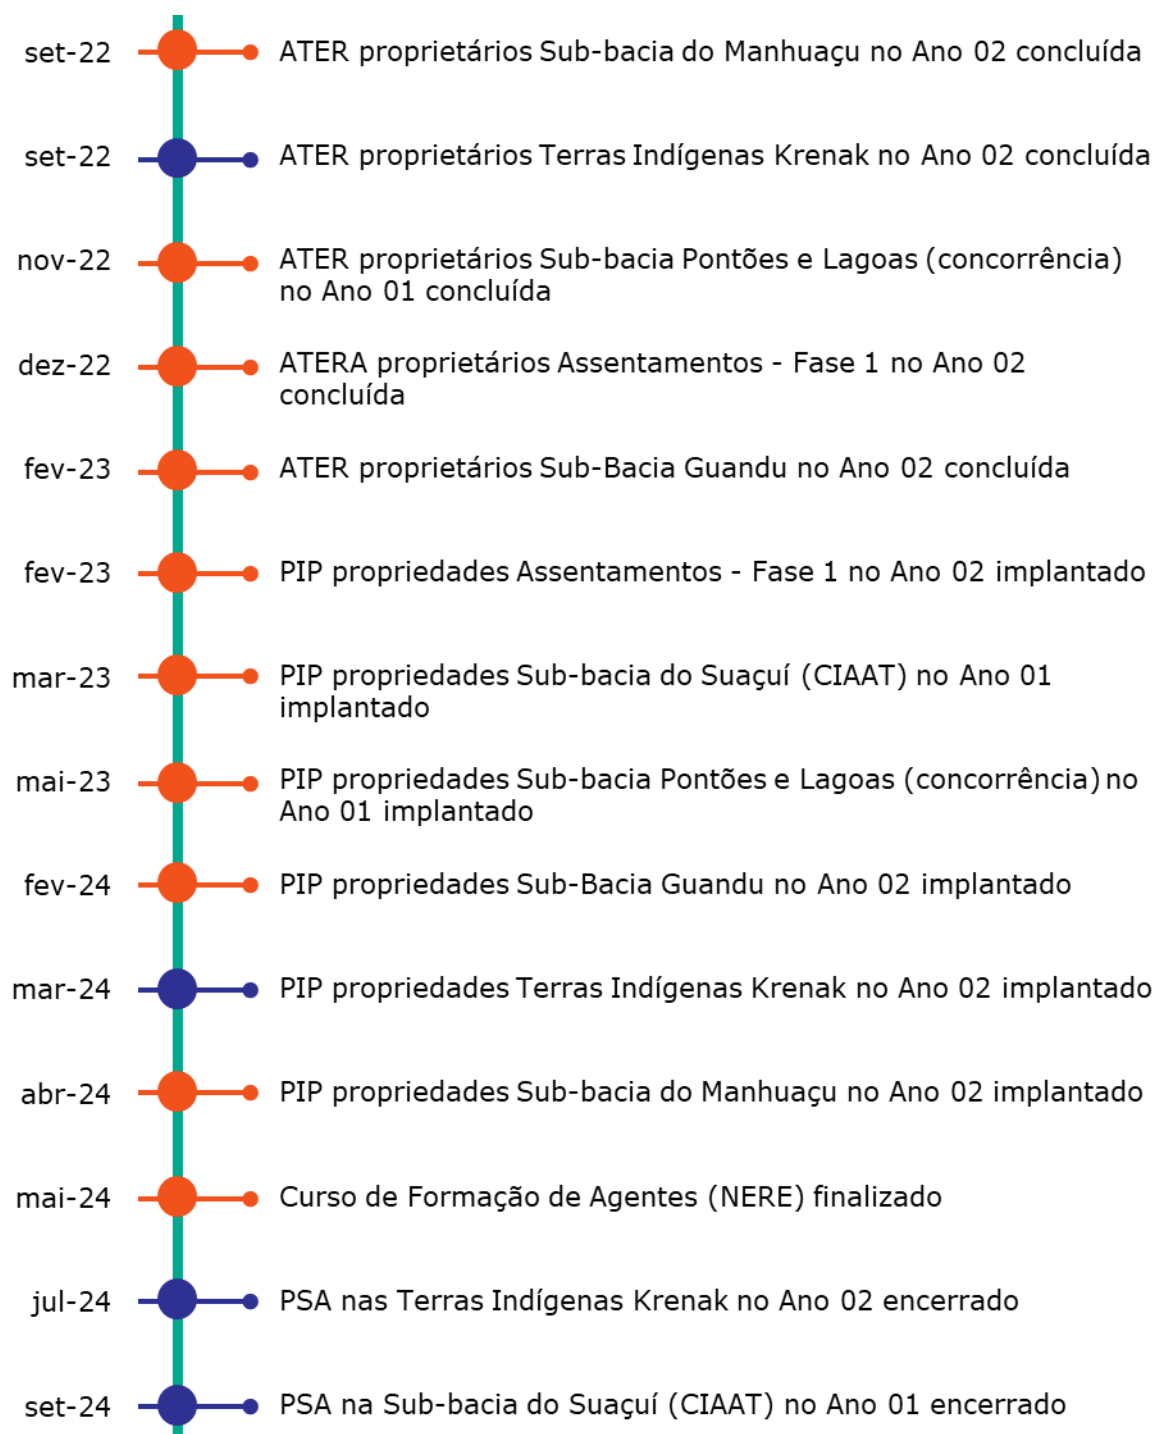 set-22 ATER proprietários Sub-bacia do Manhuaçu no Ano 02 concluída
set-22 ATER proprietários Terras Indígenas Krenak no Ano 02 concluída
nov-22 ATER proprietários Sub-bacia Pontões e Lagoas (concorrência)
no Ano 01 concluída
dez-22 ATERA proprietários Assentamentos - Fase 1 no Ano 02
concluída
fev-23 ATER proprietários Sub-Bacia Guandu no Ano 02 concluída
fev-23 PIP propriedades Assentamentos - Fase 1 no Ano 02 implantado
mar-23 PIP propriedades Sub-bacia do Suaçuí (CIAAT) no Ano 01
implantado
mai-23 PIP propriedades Sub-bacia Pontões e Lagoas (concorrência) no
Ano 01 implantado
fev-24 PIP propriedades Sub-Bacia Guandu no Ano 02 implantado
mar-24 PIP propriedades Terras Indígenas Krenak no Ano 02 implantado
abr-24 PIP propriedades Sub-bacia do Manhuaçu no Ano 02 implantado
mai-24 Curso de Formação de Agentes (NERE) finalizado
jul-24 PSA nas Terras Indígenas Krenak no Ano 02 encerrado
set-24 PSA na Sub-bacia do Suaçuí (CIAAT) no Ano 01 encerrado